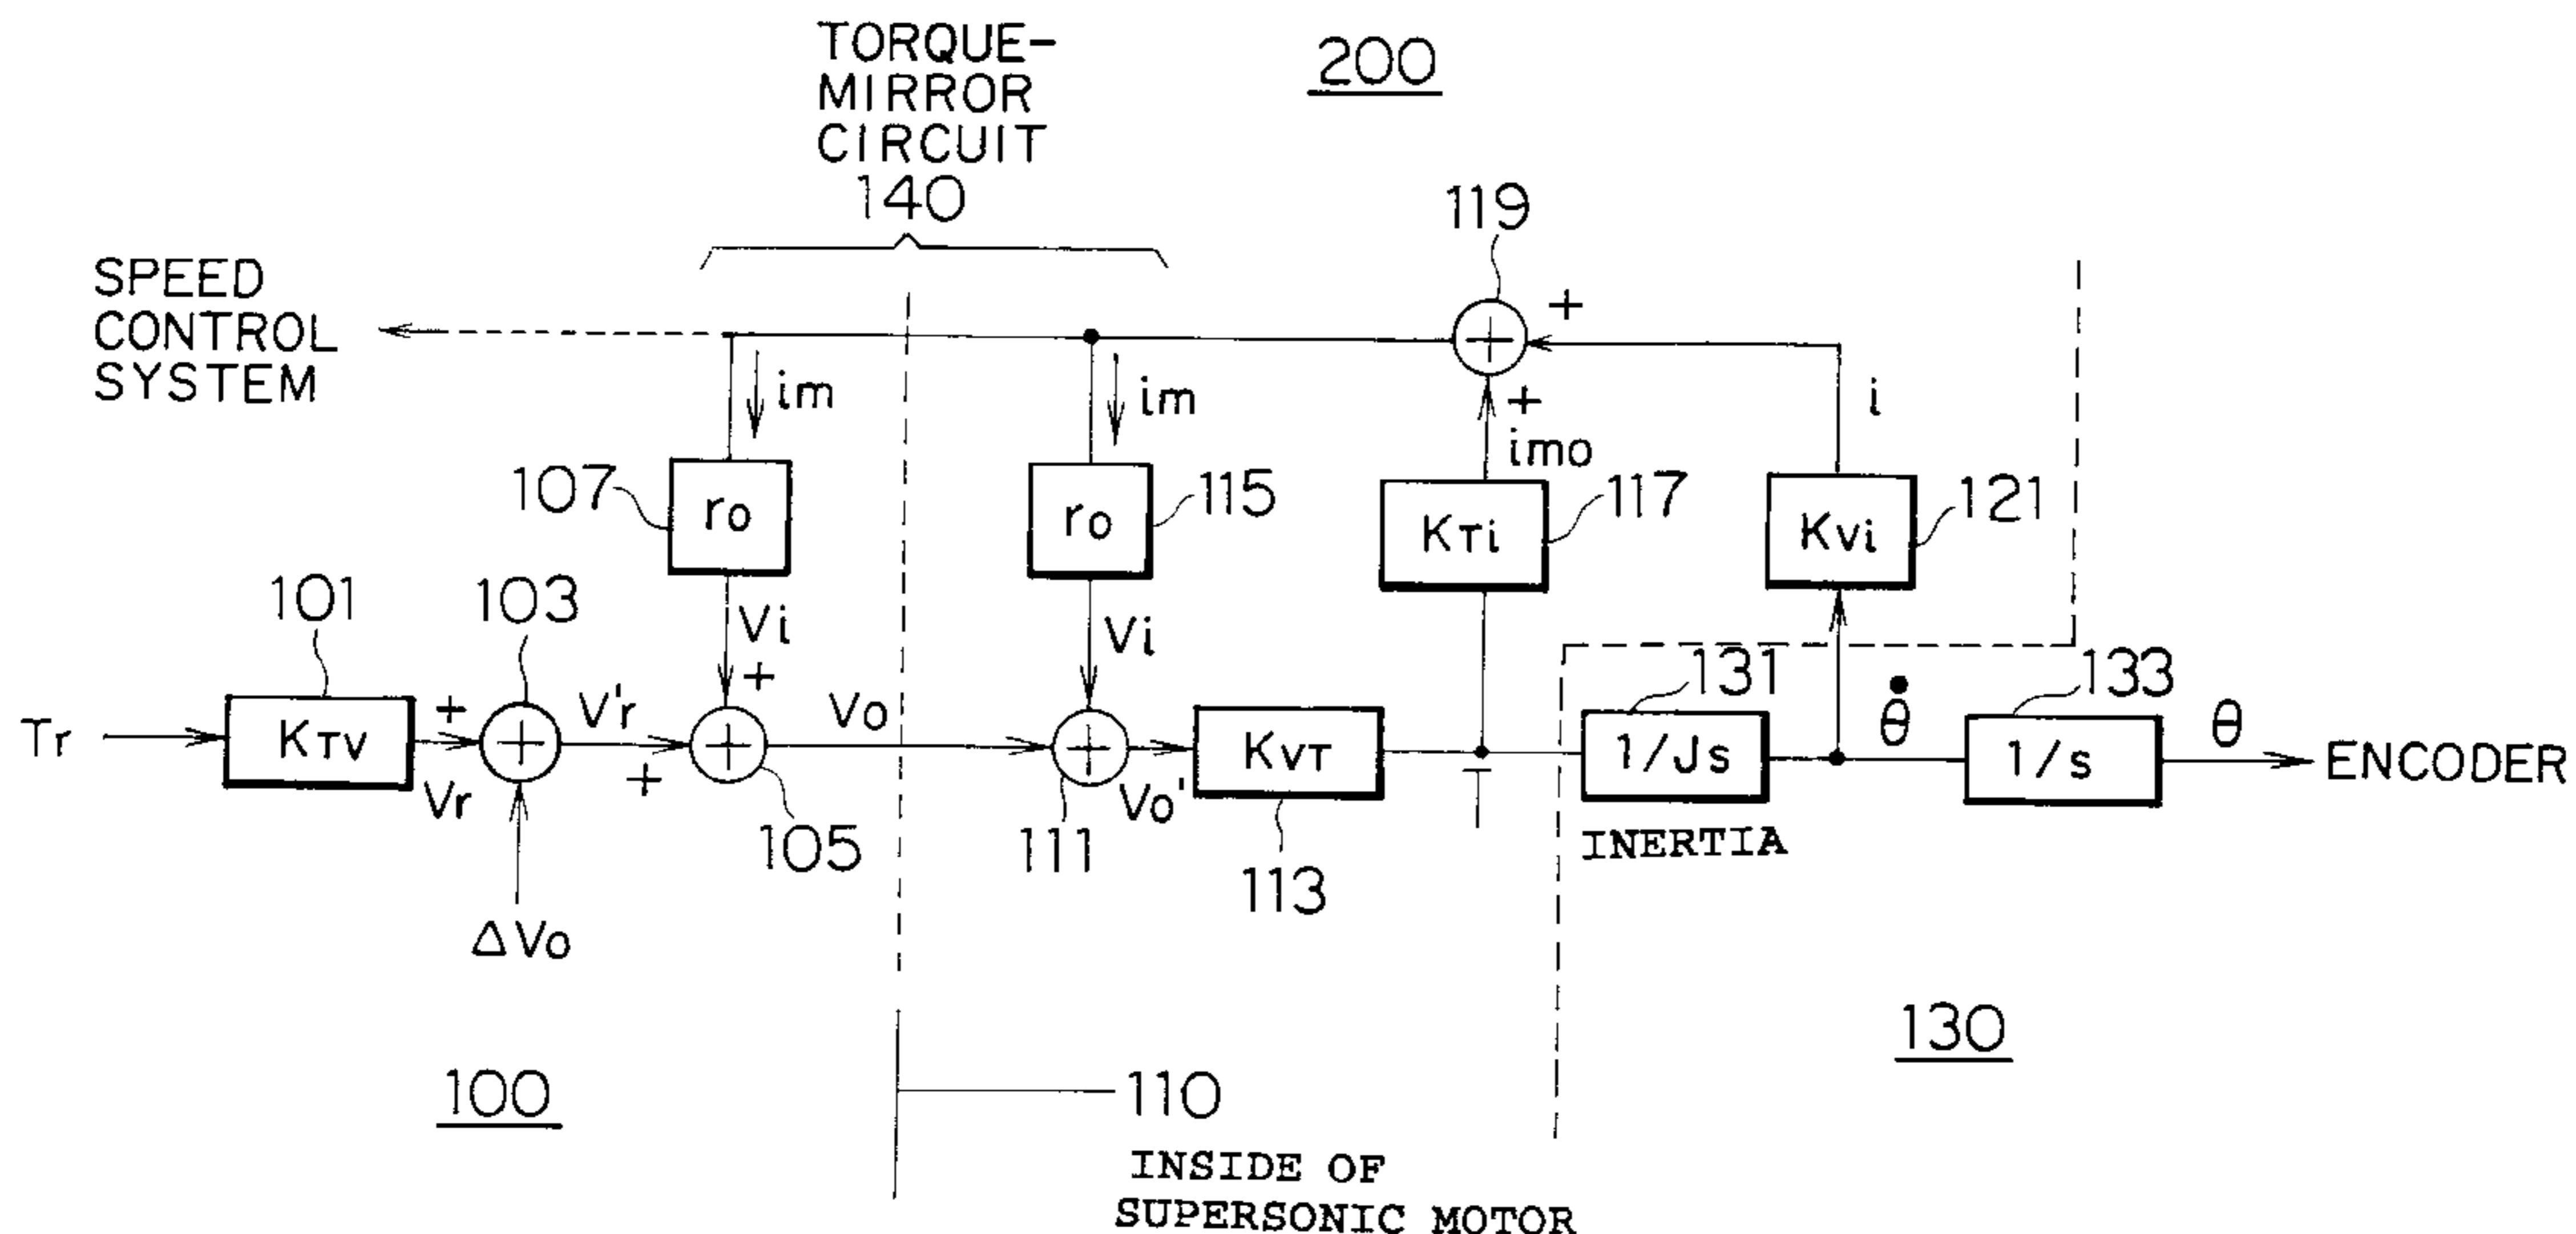 TORQUE-
MIRROR
CIRCUIT
140
200
119
SPEED
CONTROL
SYSTEM
+
im
im
+
imo
i
107
ro
ro
115
KTi
117
Kvi
121
101
103
Vi
+
Vi
131
133
Tr
KTV
+
Vr
V'r
+
Vo
Vo'
KVT
T
1/Js
θ̇
1/s
θ
ENCODER
105
111
113
INERTIA
ΔVo
100
110
130
INSIDE OF
SUPERSONIC MOTOR